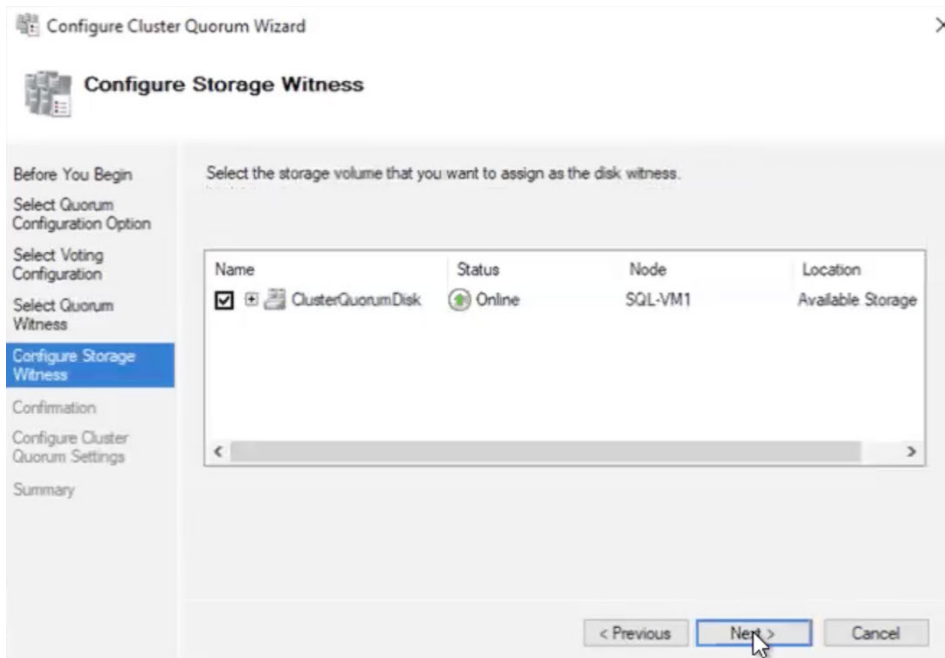 Configure Cluster Quorum Wizard
Configure Storage Witness
Before You Begin
Select Quorum
Configuration Option
Select Voting
Configuration
Select Quorum
Witness
Configure Storage
Witness
Confirmation
Configure Cluster
Quorum Settings
Summary
Select the storage volume that you want to assign as the disk witness.
Name Status Node Location
ClusterQuorumDisk Online SQL-VM1 Available Storage
< Previous Next > Cancel